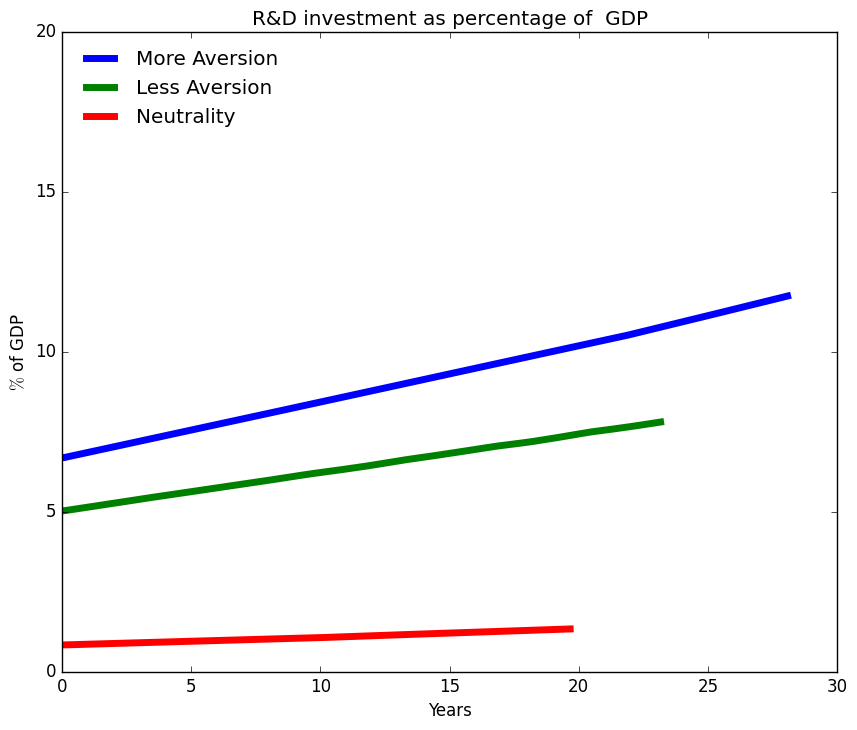 R&D investment as percentage of  GDP
20
More Aversion
Less Aversion
Neutrality
15
% of GDP
10
5
0
0 5 10 15 20 25 30
Years